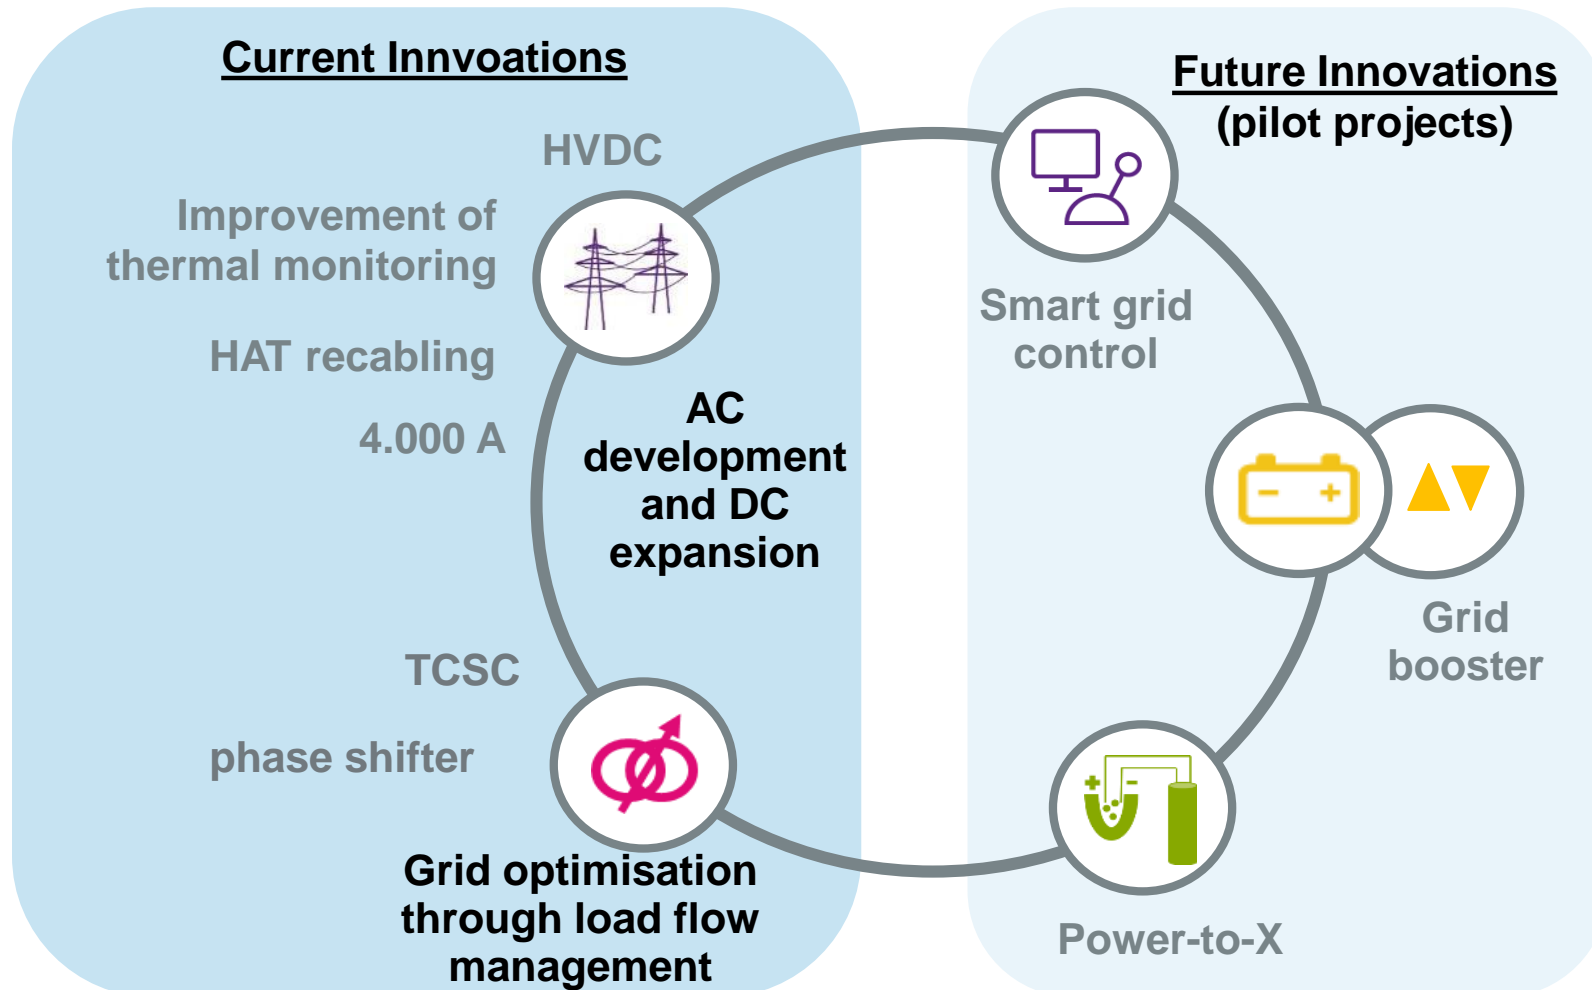 Current Innvoations
HVDC
Improvement of
thermal monitoring
HAT recabling
4.000 A
AC
development
and DC
expansion
TCSC
phase shifter
Grid optimisation
through load flow
management
Future Innovations
(pilot projects)
Smart grid
control
Grid
booster
Power-to-X